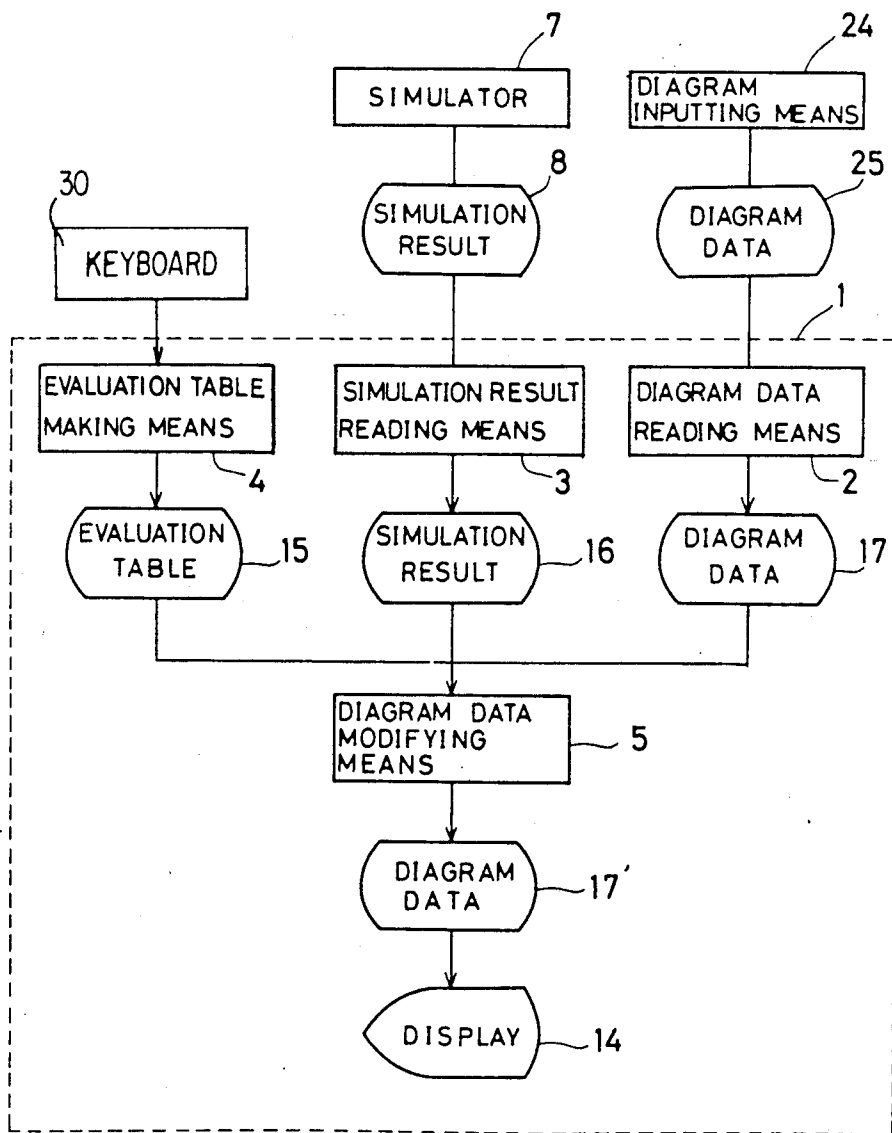 7
24
SIMULATOR
DIAGRAM
INPUTTING MEANS
8
25
30
SIMULATION
RESULT
DIAGRAM
DATA
KEYBOARD
1
EVALUATION TABLE
MAKING MEANS
SIMULATION RESULT
READING MEANS
DIAGRAM DATA
READING MEANS
4
3
2
EVALUATION
TABLE
15
SIMULATION
RESULT
16
DIAGRAM
DATA
17
DIAGRAM DATA
MODIFYING
MEANS
5
DIAGRAM
DATA
17'
DISPLAY
14